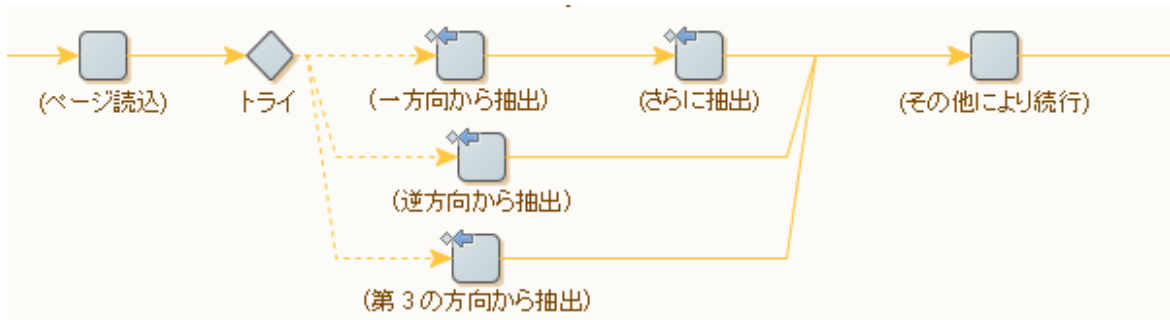 (ページ読込)
トライ
(一方向から抽出)
(さらに抽出)
(その他により続行)
(逆方向から抽出)
(第3の方向から抽出)